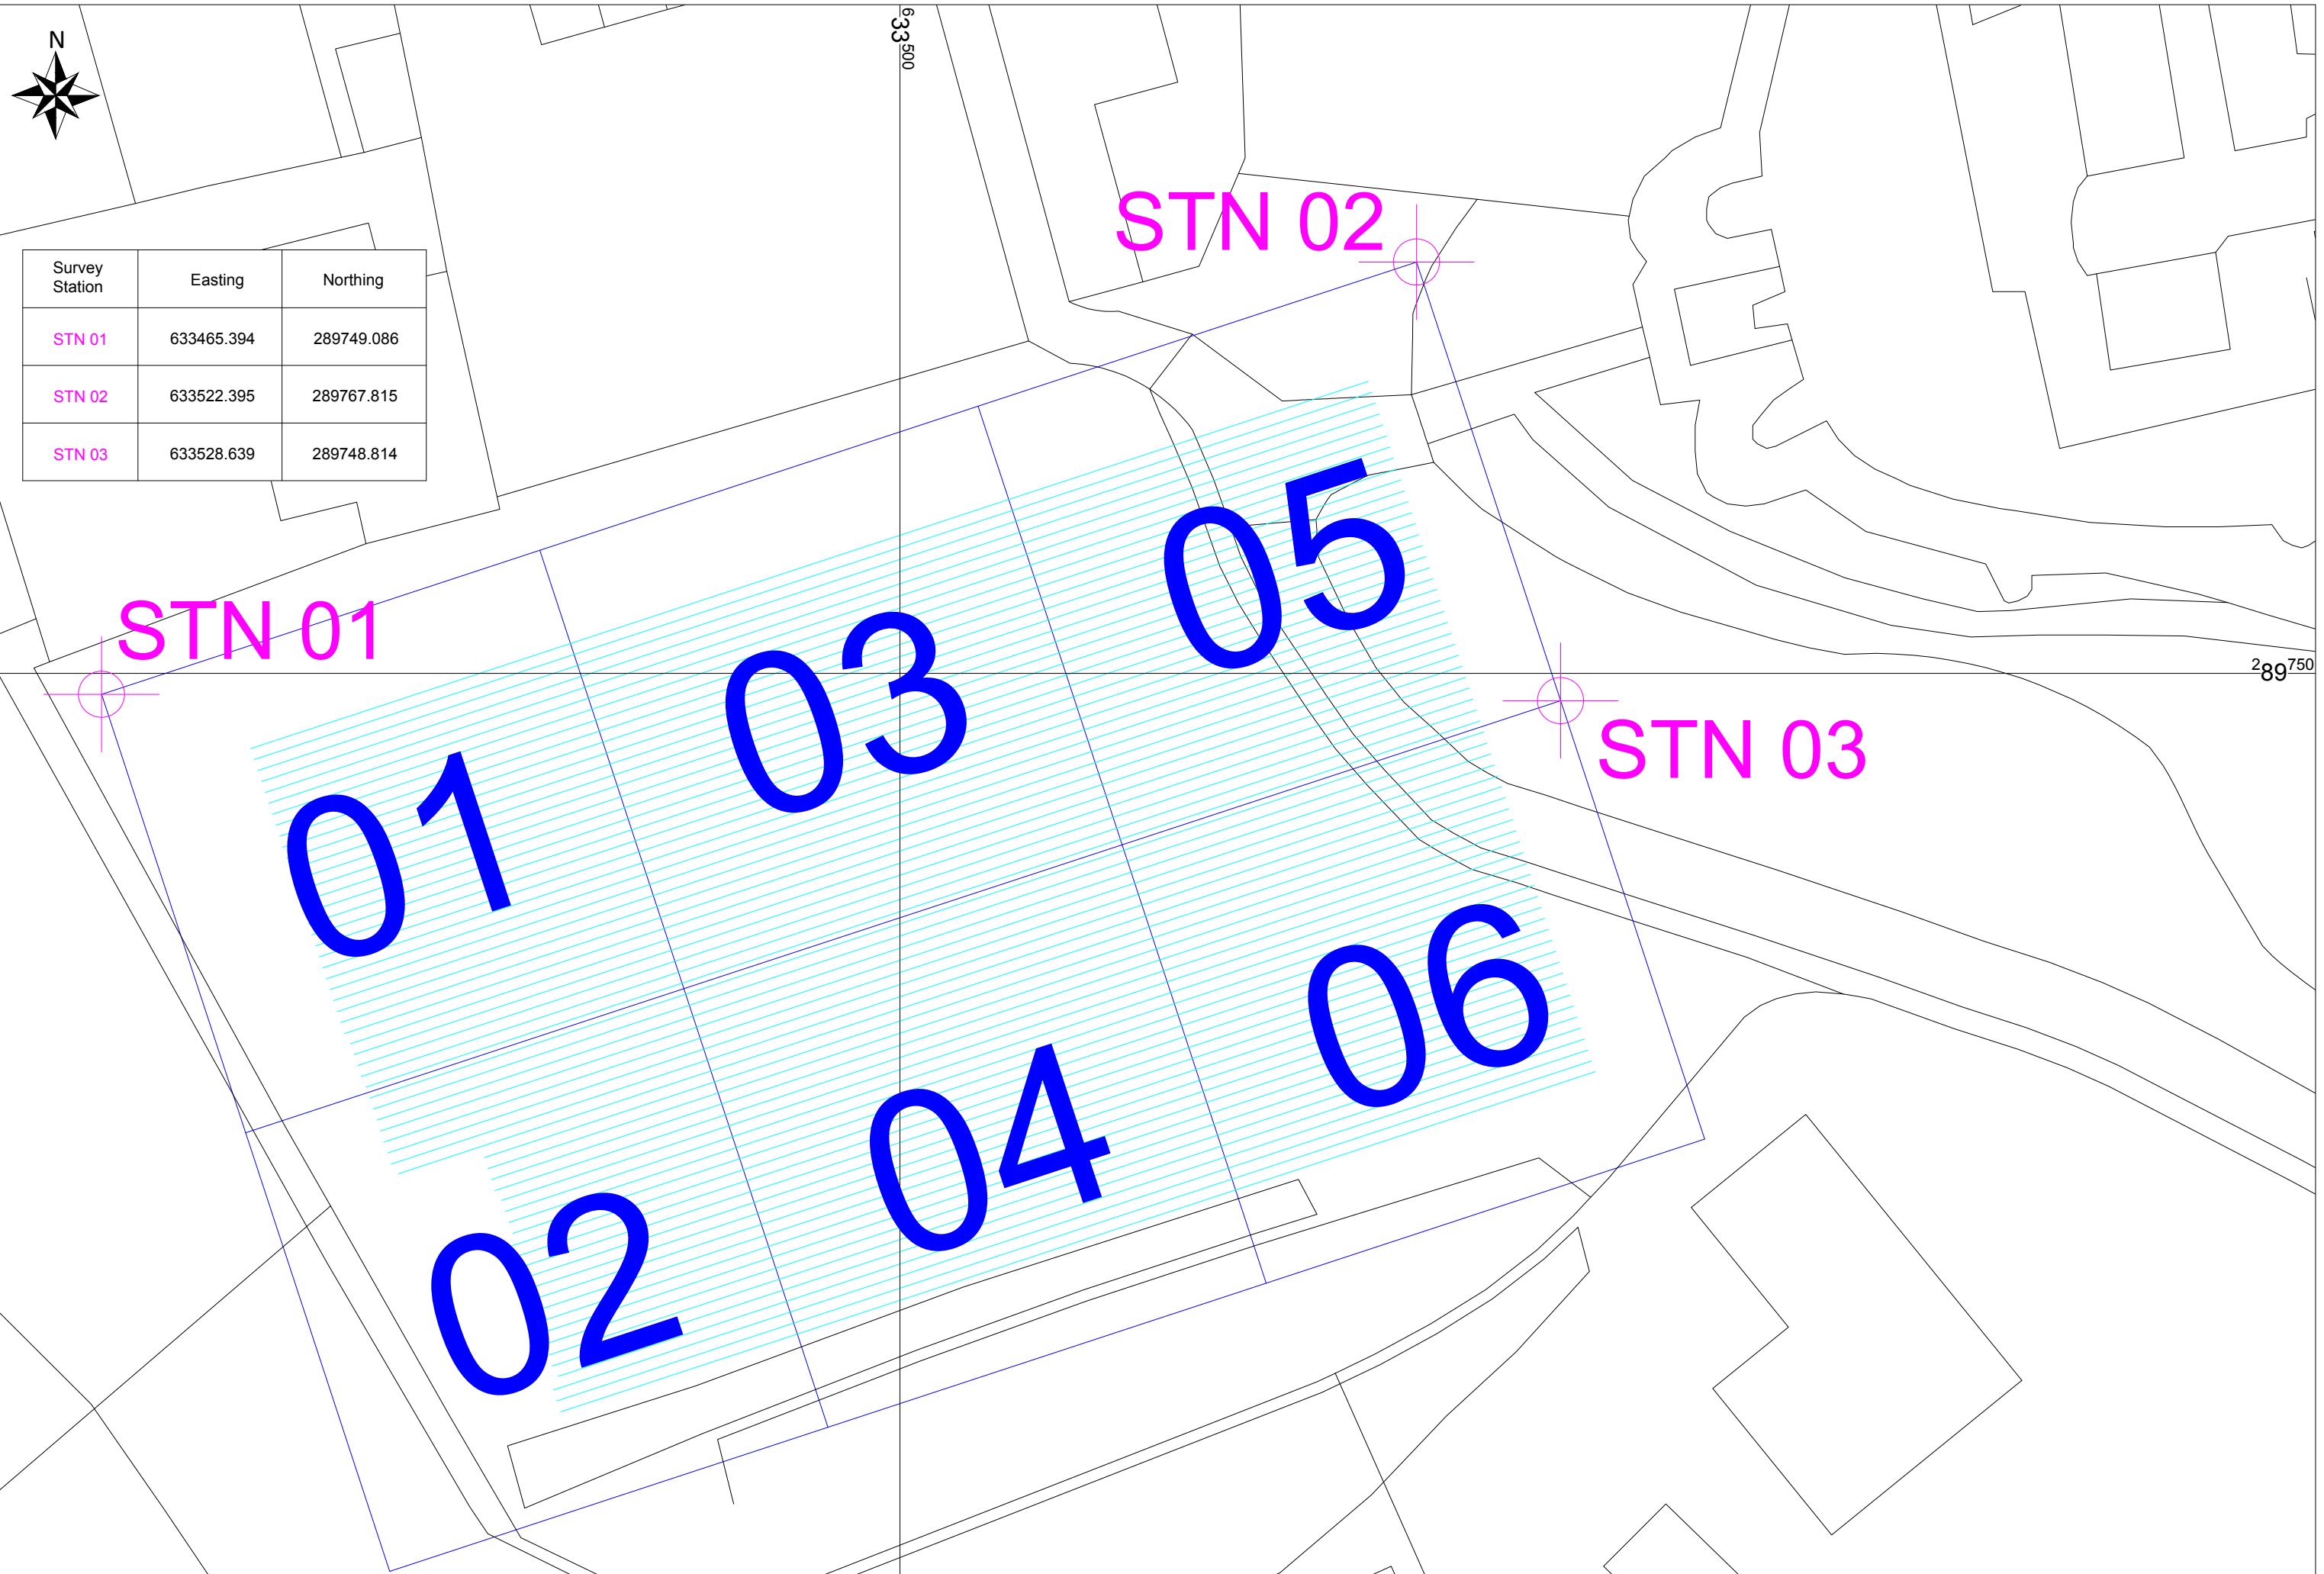 N
633500
STN 02
Survey
Station
Easting
Northing
STN 01
633465.394
289749.086
STN 02
633522.395
289767.815
STN 03
633528.639
289748.814
STN 01
289750
STN 03
05
03
01
06
04
02